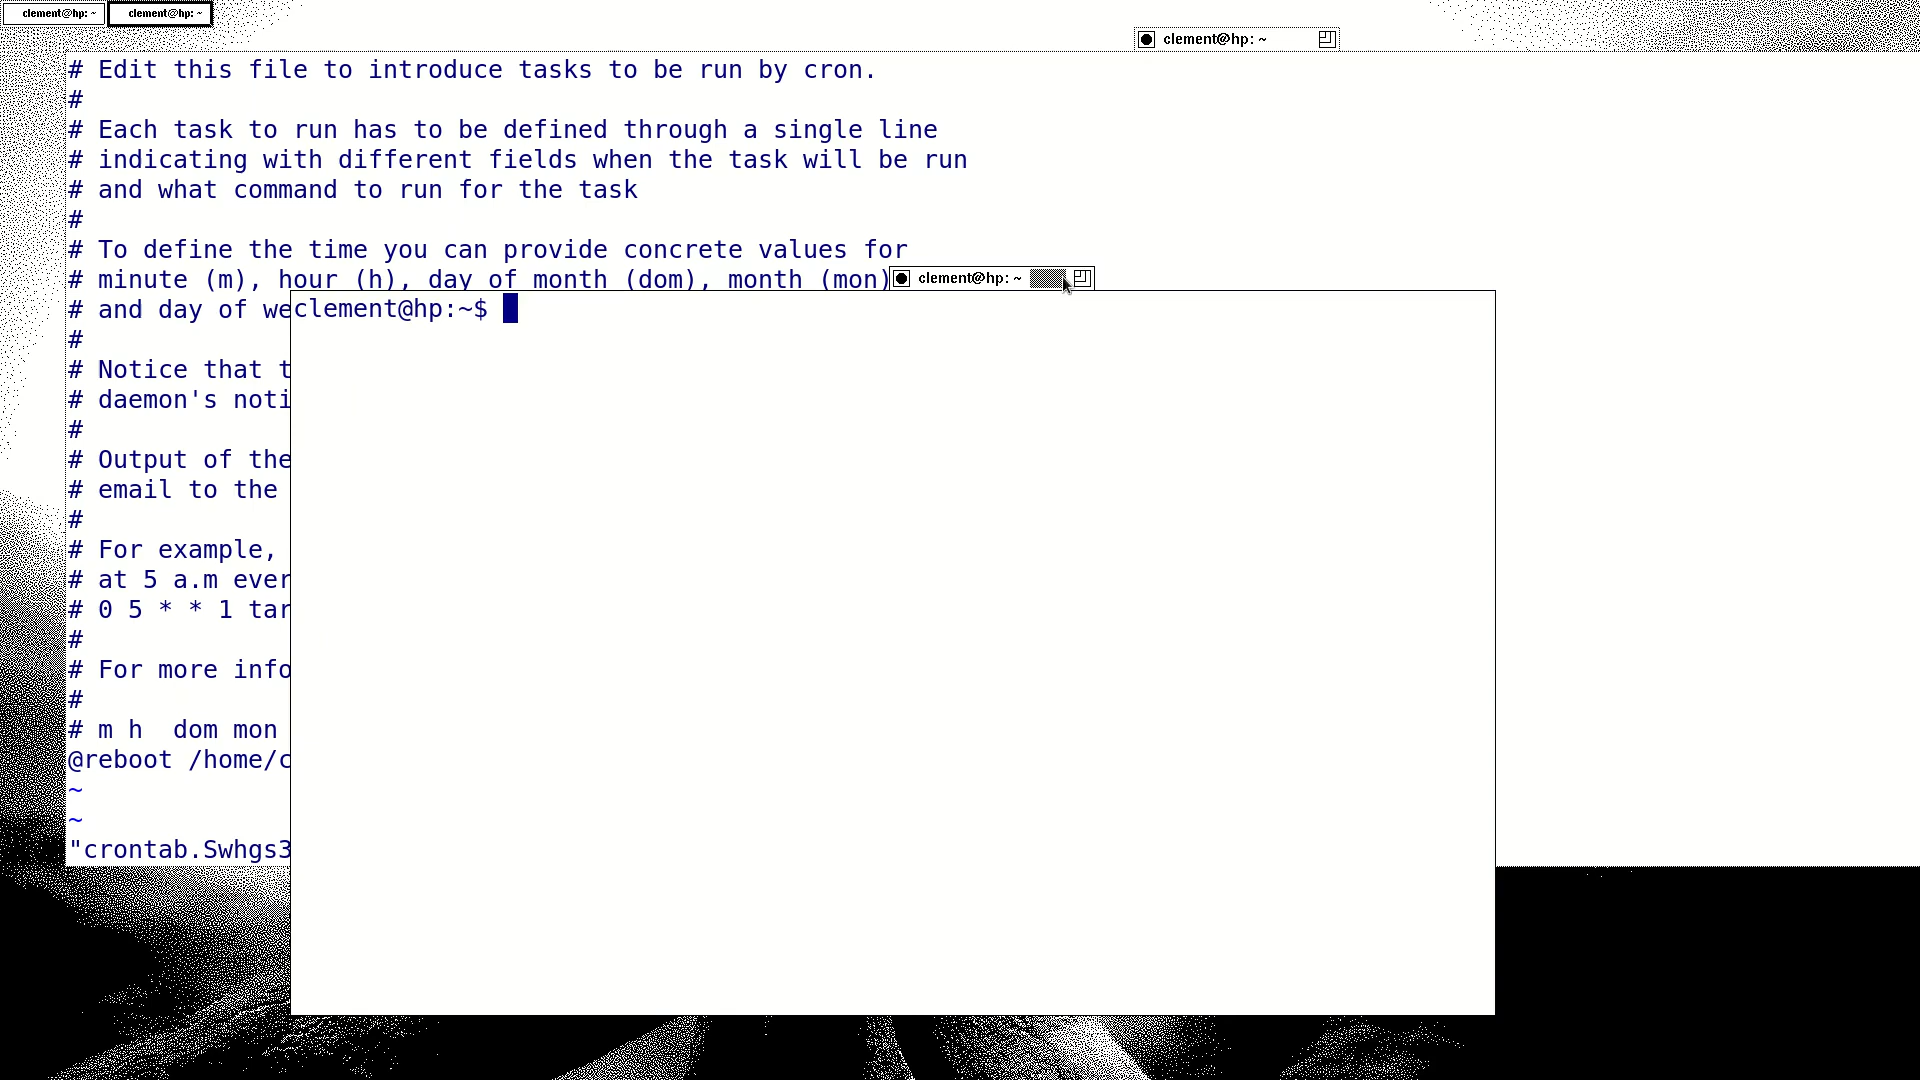 clement@hp: ~
clement@hp: ~
clement@hp: ~
# Edit this file to introduce tasks to be run by cron.
#
# Each task to run has to be defined through a single line
# indicating with different fields when the task will be run
# and what command to run for the task
#
# To define the time you can provide concrete values for
# minute (m), hour (h), day of month (dom), month (mon)
clement@hp: ~
# and day of we
clement@hp:~$
#
# Notice that t
# daemon's noti
#
# Output of the
# email to the
#
# For example,
# at 5 a.m ever
# 0 5 * * 1 tar
#
# For more info
#
# m h  dom mon
@reboot /home/c
~
~
"crontab.Swhgs3